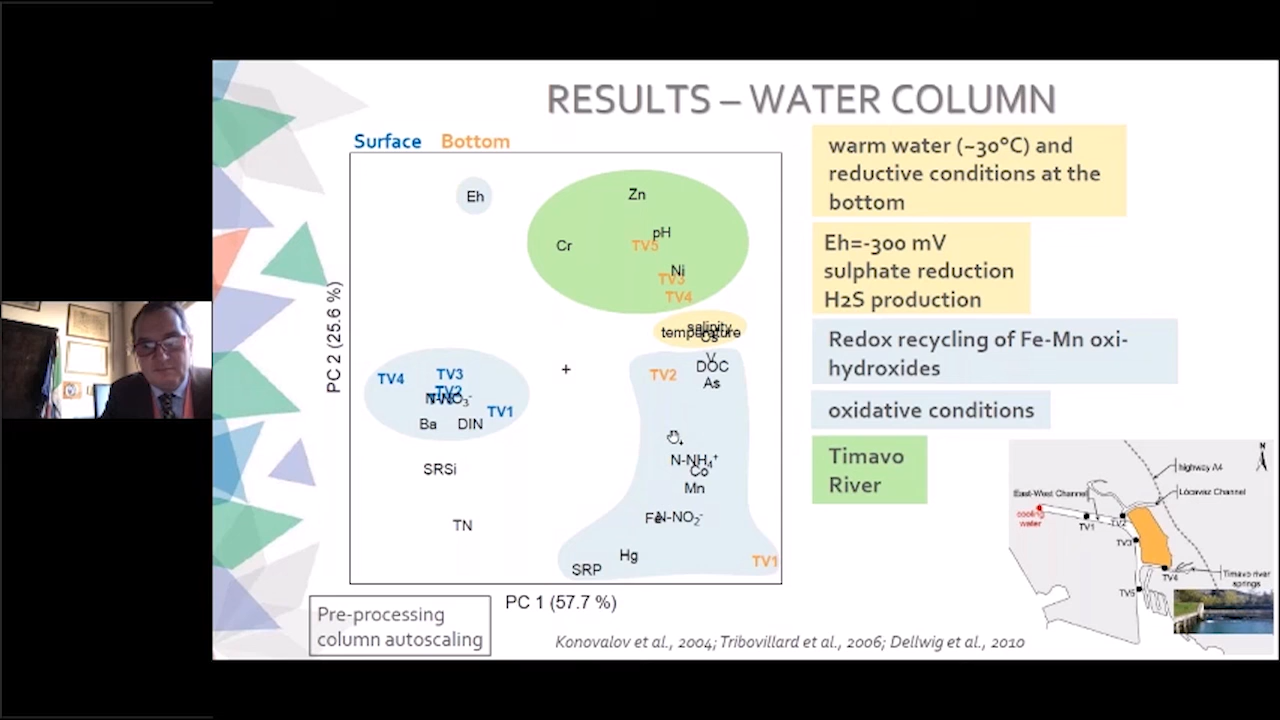 RESULTS – WATER COLUMN
Surface Bottom
Eh
Zn
pH
Cr
TV5
Ni
TV3
TV4
salinity
temperature
V
TV2
DOC
As
TV4
TV3
TV2
TV1
Ba
DIN
SRSi
N-NH4+
Co
Mn
Fe
N-NO2-
TN
Hg
SRP
TV1
PC 2 (25.6 %)
PC 1 (57.7 %)
Pre-processing
column autoscaling
warm water (~30°C) and
reductive conditions at the
bottom
Eh=-300 mV
sulphate reduction
H2S production
Redox recycling of Fe-Mn oxi-
hydroxides
oxidative conditions
Timavo
River
N
highway A4
East-West Channel
Locavaz Channel
cooling
water
TV1
TV2
TV3
TV4
Timavo river
springs
TV5
Konovalov et al., 2004; Tribovillard et al., 2006; Dellwig et al., 2010